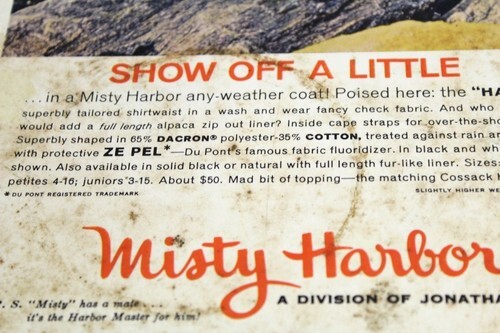 SHOW OFF A LITTLE
...in a Misty Harbor any-weather coat! Poised here: the "HA
superbly tailored shirtwaist in a wash and wear fancy check fabric. And who
would add a full length alpaca zip out liner? Inside cape straps for over-the-sho
Superbly shaped in 65% DACRON® polyester-35% COTTON, treated against rain an
with protective ZE PEL*—Du Pont's famous fabric fluoridizer. In black and wh
shown. Also available in solid black or natural with full length fur-like liner. Sizes:
petites 4-16; juniors' 3-15. About $50. Mad bit of topping—the matching Cossack h
*DU PONT REGISTERED TRADEMARK
SLIGHTLY HIGHER WE
Misty Harbor
A DIVISION OF JONATHA
P. S. "Misty" has a mate....
it's the Harbor Master for him!